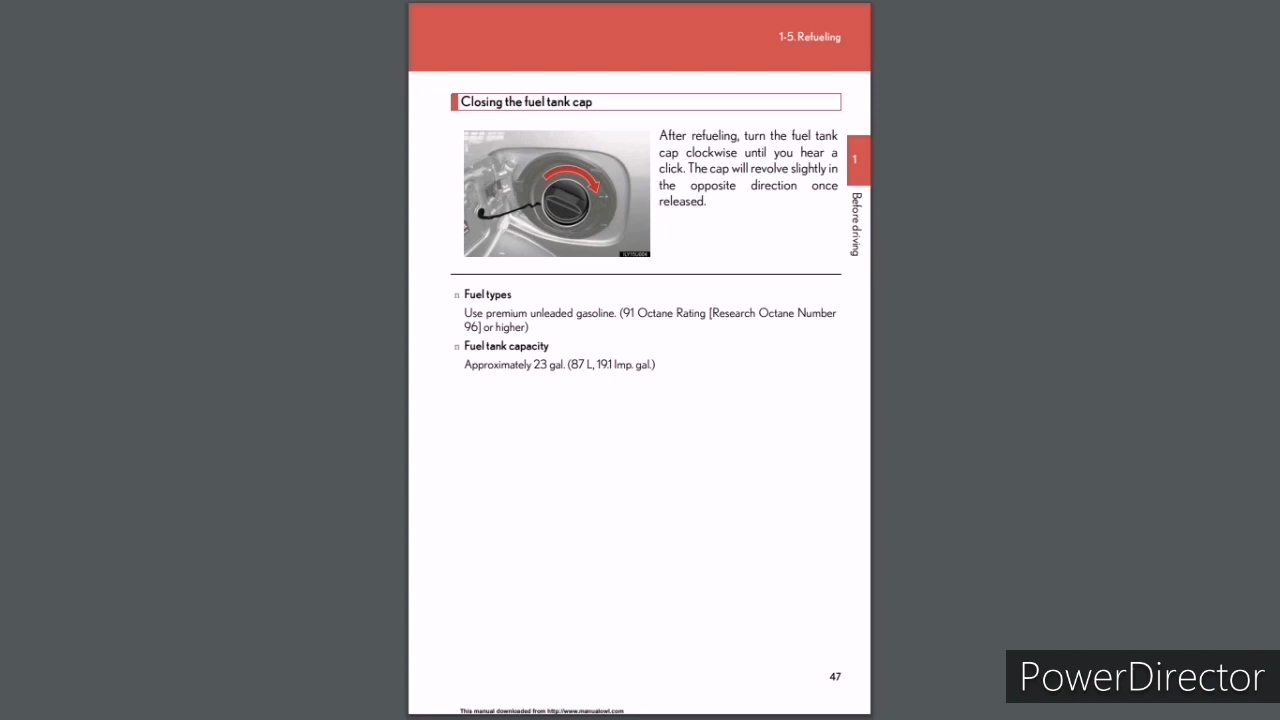 1-5. Refueling
Closing the fuel tank cap
After refueling, turn the fuel tank
cap clockwise until you hear a
click. The cap will revolve slightly in
the opposite direction once
released.
1
Before driving
n Fuel types
Use premium unleaded gasoline. (91 Octane Rating [Research Octane Number
96] or higher)
n Fuel tank capacity
Approximately 23 gal. (87 L, 19.1 Imp. gal.)
47
This manual downloaded from http://www.manualowl.com
PowerDirector